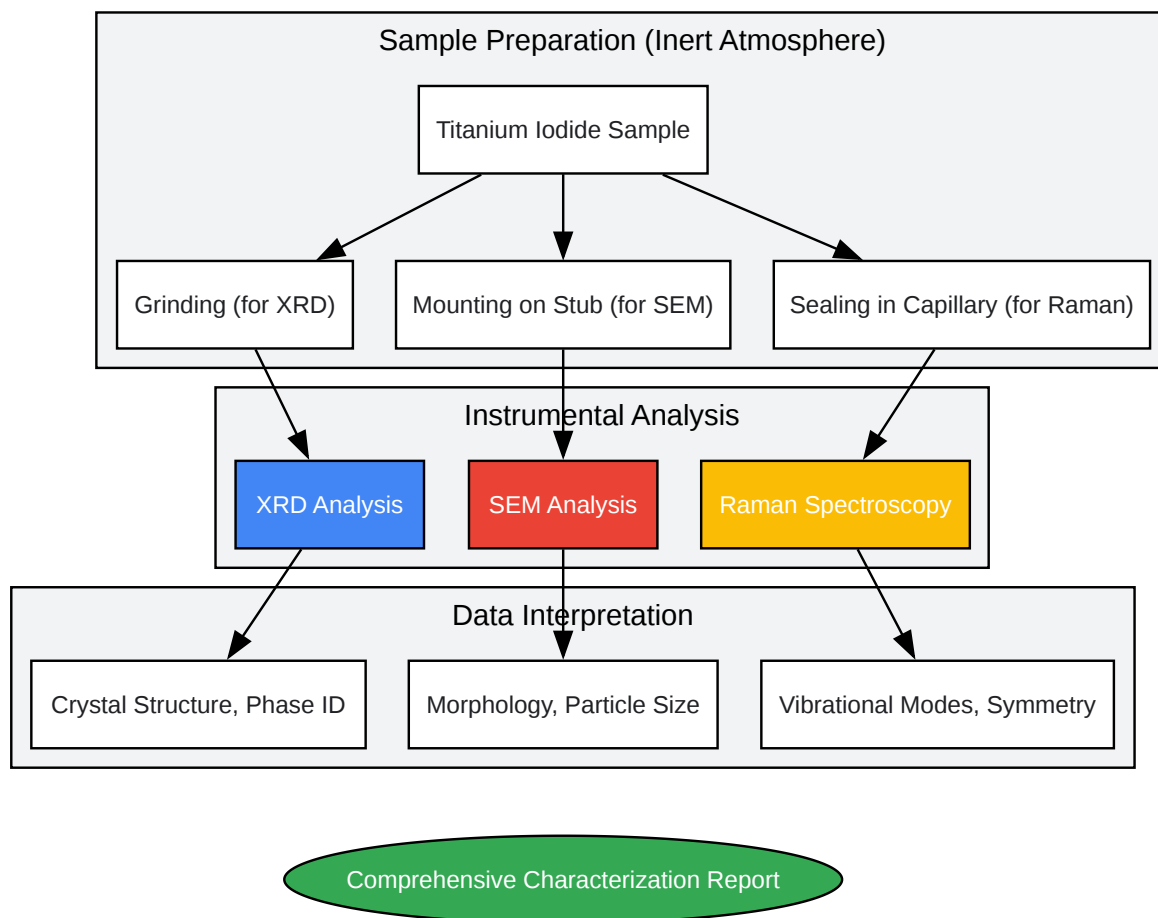 Sample Preparation (Inert Atmosphere)
Titanium Iodide Sample
Grinding (for XRD)
Mounting on Stub (for SEM)
Sealing in Capillary (for Raman)
Instrumental Analysis
XRD Analysis
SEM Analysis
Raman Spectroscopy
Data Interpretation
Crystal Structure, Phase ID
Morphology, Particle Size
Vibrational Modes, Symmetry
Comprehensive Characterization Report